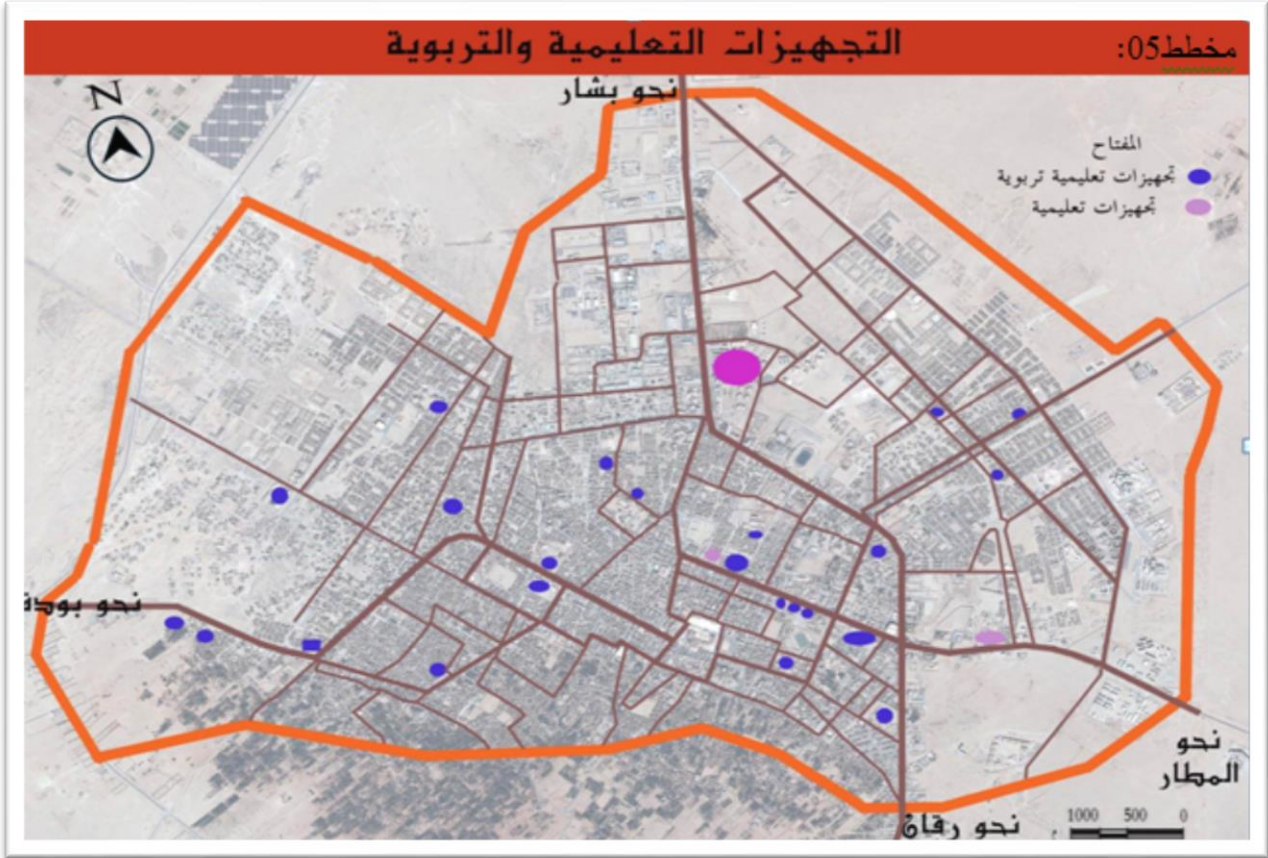 مخطط05:
التجهيزات التعليمية والتربوية
نحو بشار
N
المفتاح
تجهيزات تعليمية تربوية
تجهيزات تعليمية
نحو بودة
نحو
المطار
نحو رقان
1000 500 0
م